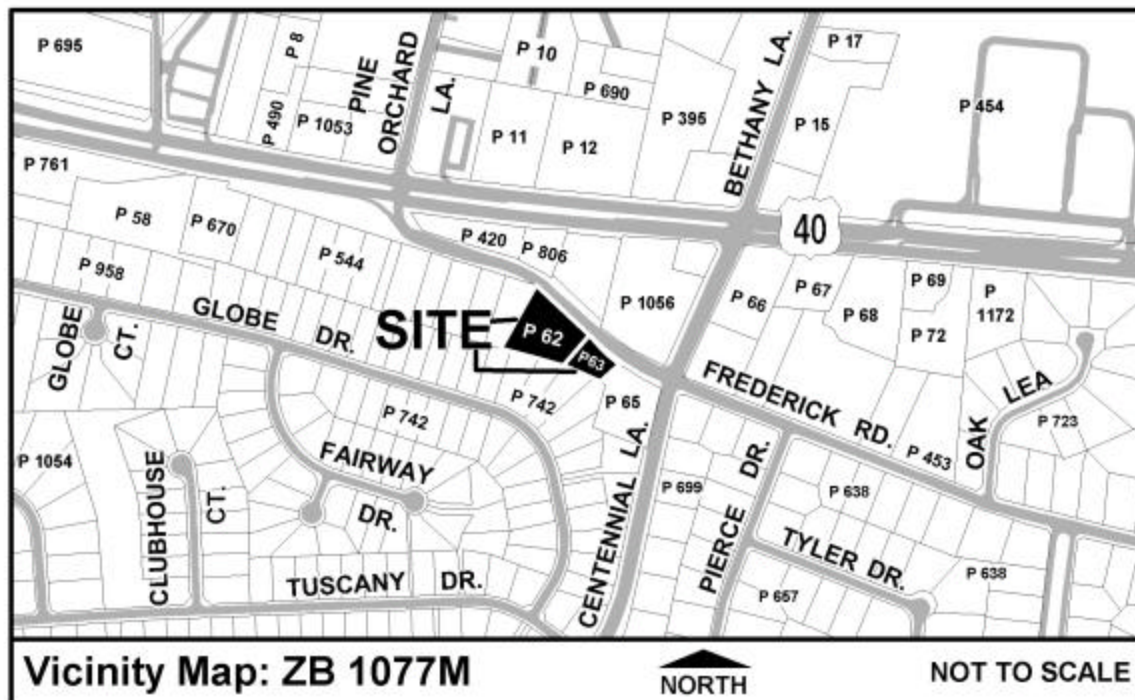 P 695
P 8
P 490
P 1053
PINE
ORCHARD
LA.
P 10
P 690
P 11
P 12
P 395
BETHANY LA.
P 17
P 15
P 454
P 761
P 58
P 670
P 544
P 420
P 806
40
P 958
GLOBE
CT.
GLOBE
DR.
SITE
P 62
P63
P 1056
P 66
P 67
P 68
P 69
P 72
P
1172
P 742
P 742
P 65
FREDERICK RD.
P 453
OAK
LEA
P 723
P 1054
CLUBHOUSE
CT.
FAIRWAY
DR.
CENTENNIAL LA.
P 699
PIERCE DR.
P 638
TYLER DR.
P 638
P 657
TUSCANY DR.
Vicinity Map: ZB 1077M
NORTH
NOT TO SCALE